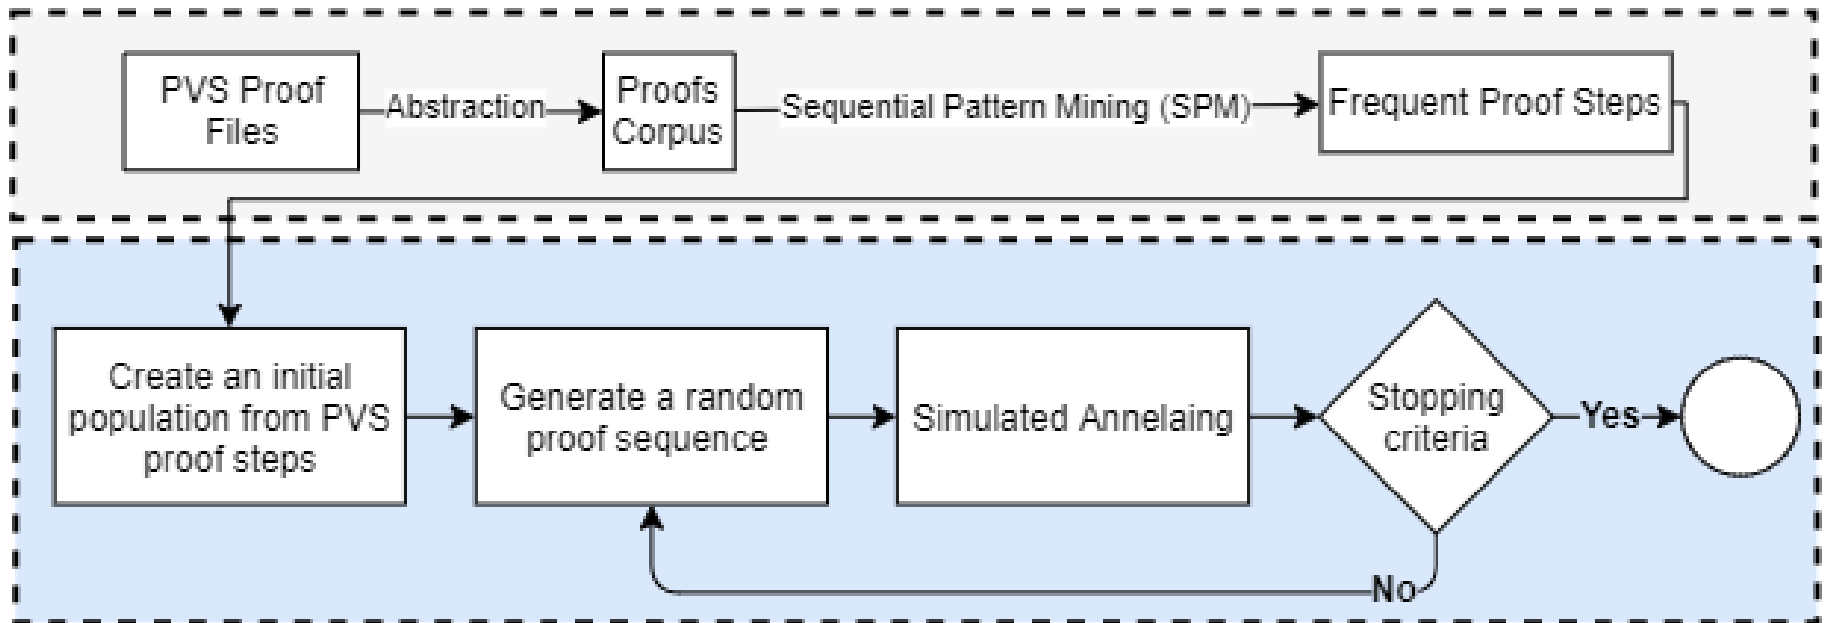 PVS Proof
Files
Abstraction
Proofs
Corpus
Sequential Pattern Mining (SPM)
Frequent Proof Steps
Create an initial
population from PVS
proof steps
Generate a random
proof sequence
Simulated Annelaing
Stopping
criteria
Yes
No